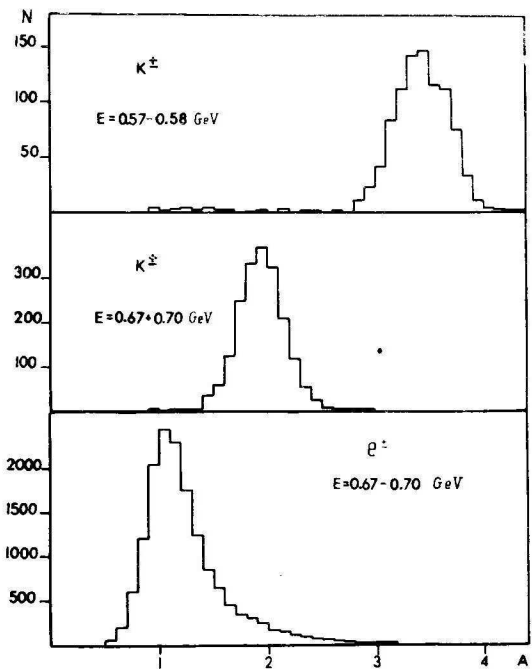 N
150
100
50
K±
E = 0.57 - 0.58 GeV
300
200
100
K±
E = 0.67 + 0.70 GeV
2000
1500
1000
500
e±
E = 0.67 - 0.70 GeV
1 2 3 4 A